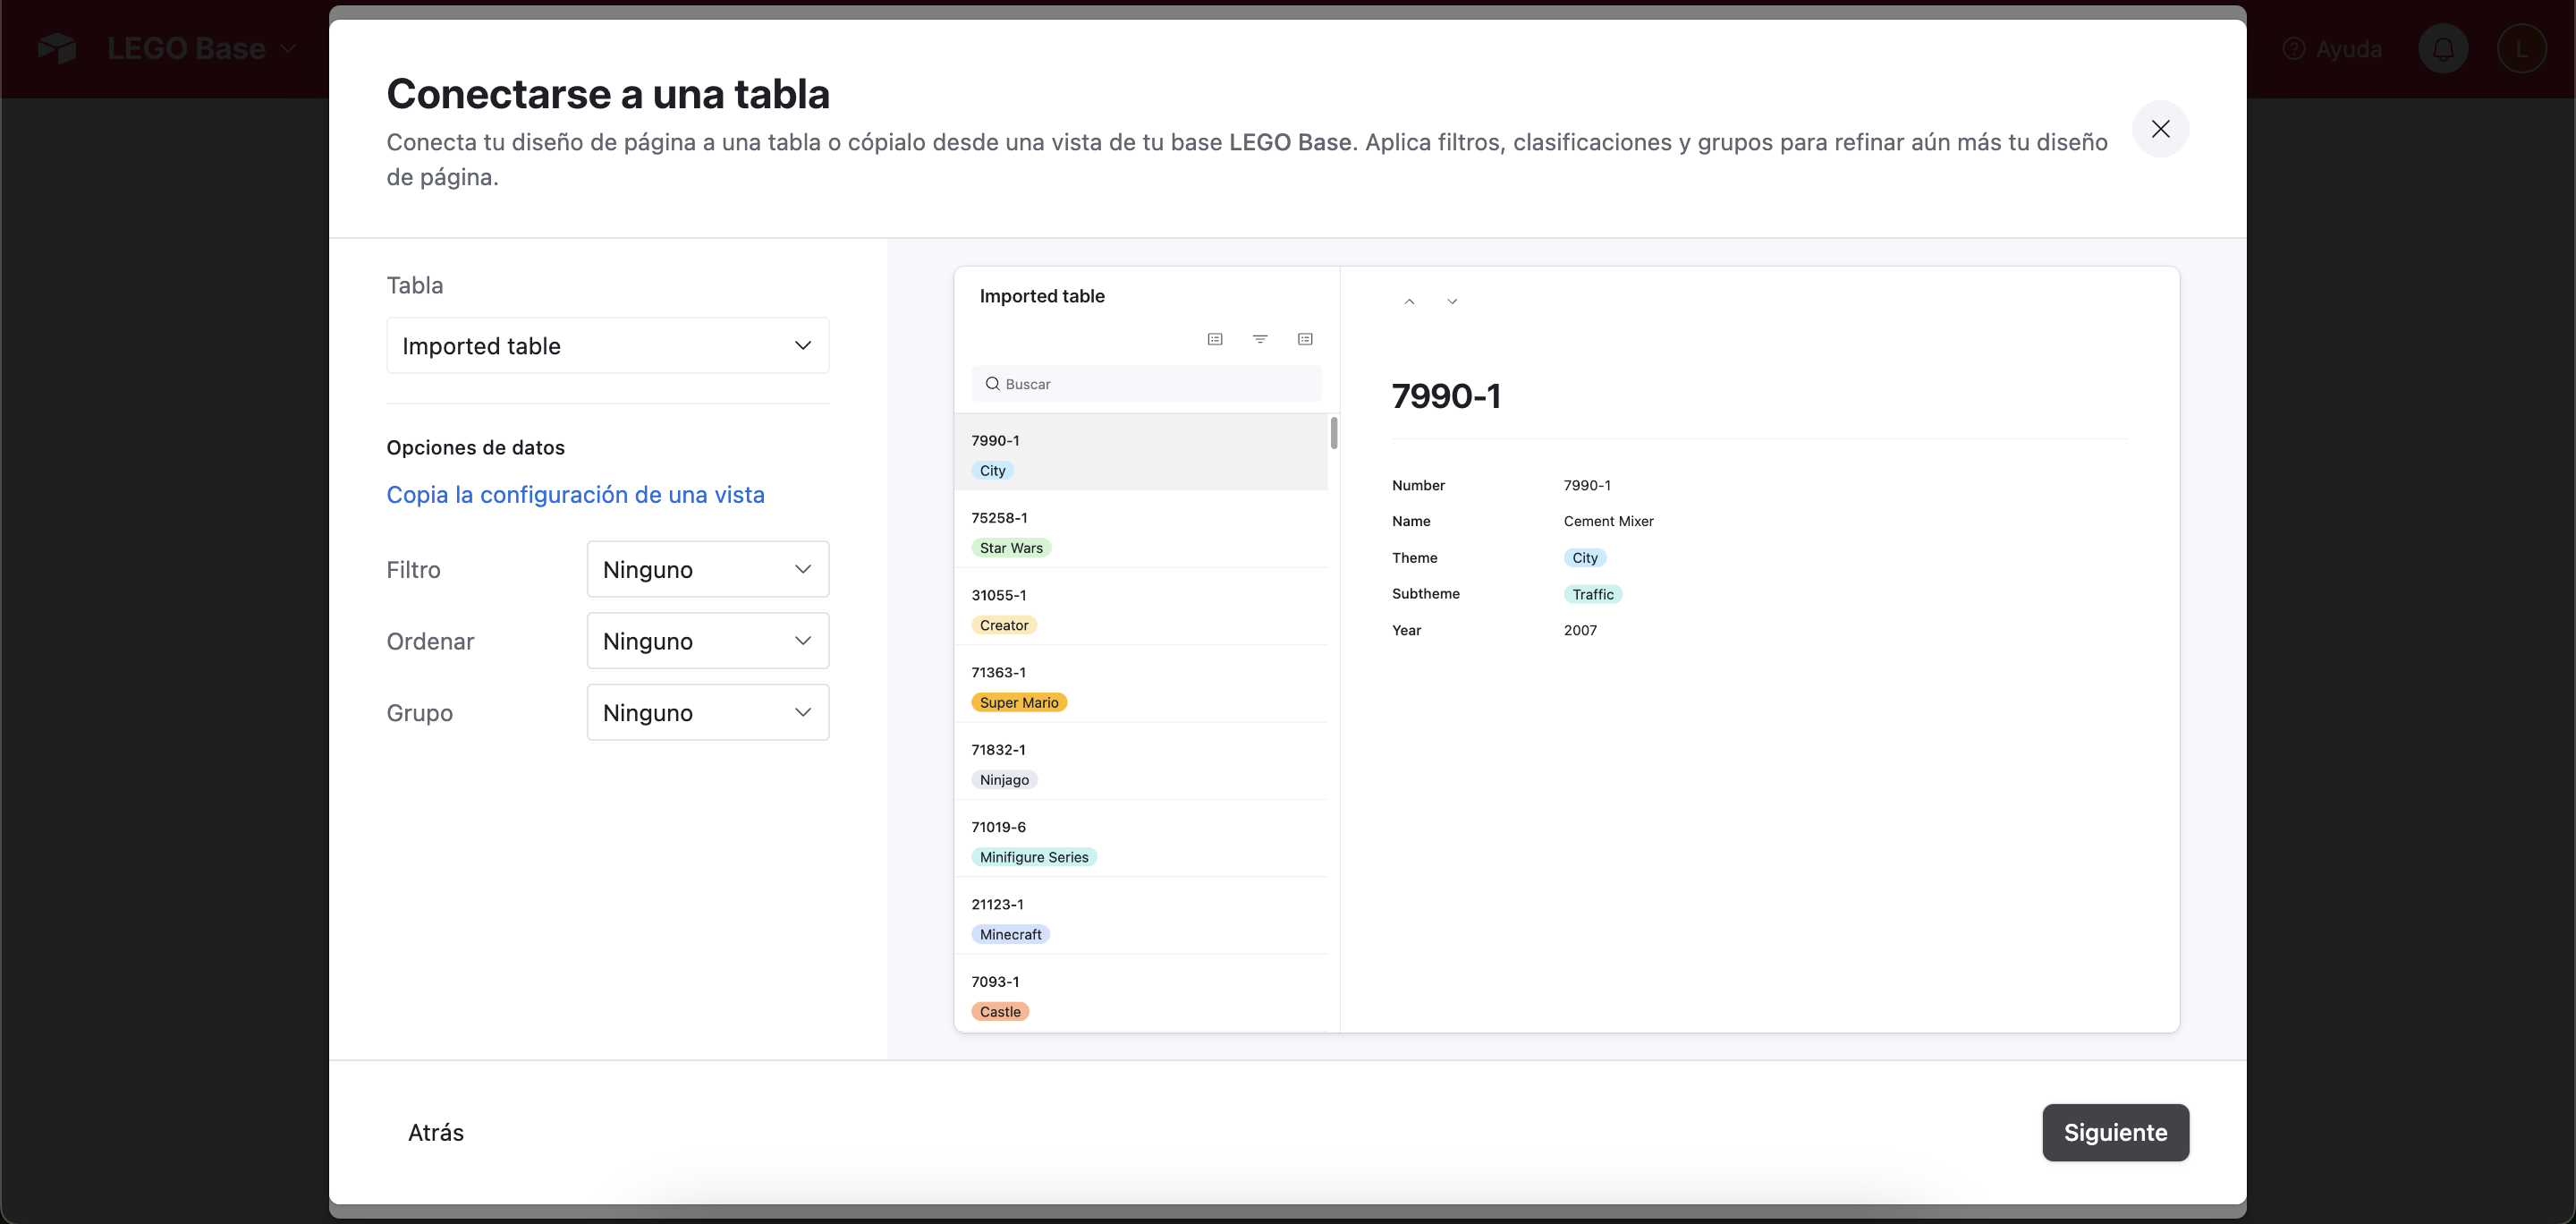 LEGO Base
Ayuda
L
Conectarse a una tabla
Conecta tu diseño de página a una tabla o cópialo desde una vista de tu base LEGO Base. Aplica filtros, clasificaciones y grupos para refinar aún más tu diseño
de página.
Tabla
Imported table
Opciones de datos
Copia la configuración de una vista
Filtro
Ninguno
Ordenar
Ninguno
Grupo
Ninguno
Imported table
Buscar
7990-1
City
75258-1
Star Wars
31055-1
Creator
71363-1
Super Mario
71832-1
Ninjago
71019-6
Minifigure Series
21123-1
Minecraft
7093-1
Castle
7990-1
Number 7990-1
Name Cement Mixer
Theme City
Subtheme Traffic
Year 2007
Atrás
Siguiente